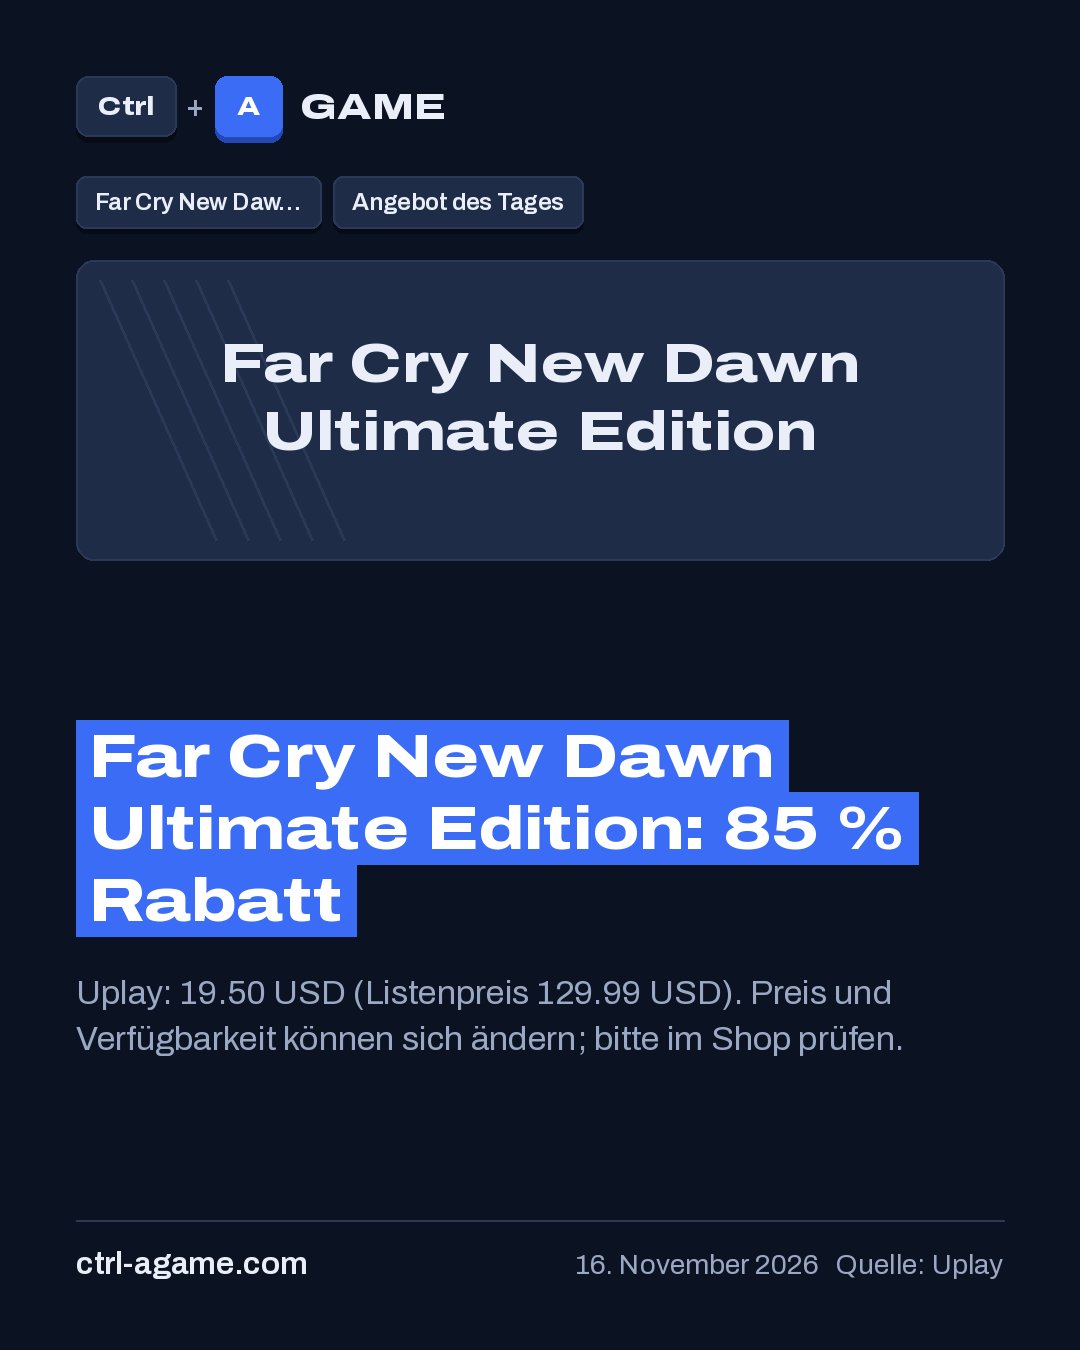 Ctrl + A GAME
Far Cry New Daw... Angebot des Tages
Far Cry New Dawn
Ultimate Edition
Far Cry New Dawn
Ultimate Edition: 85 %
Rabatt
Uplay: 19.50 USD (Listenpreis 129.99 USD). Preis und
Verfügbarkeit können sich ändern; bitte im Shop prüfen.
ctrl-agame.com 16. November 2026 Quelle: Uplay